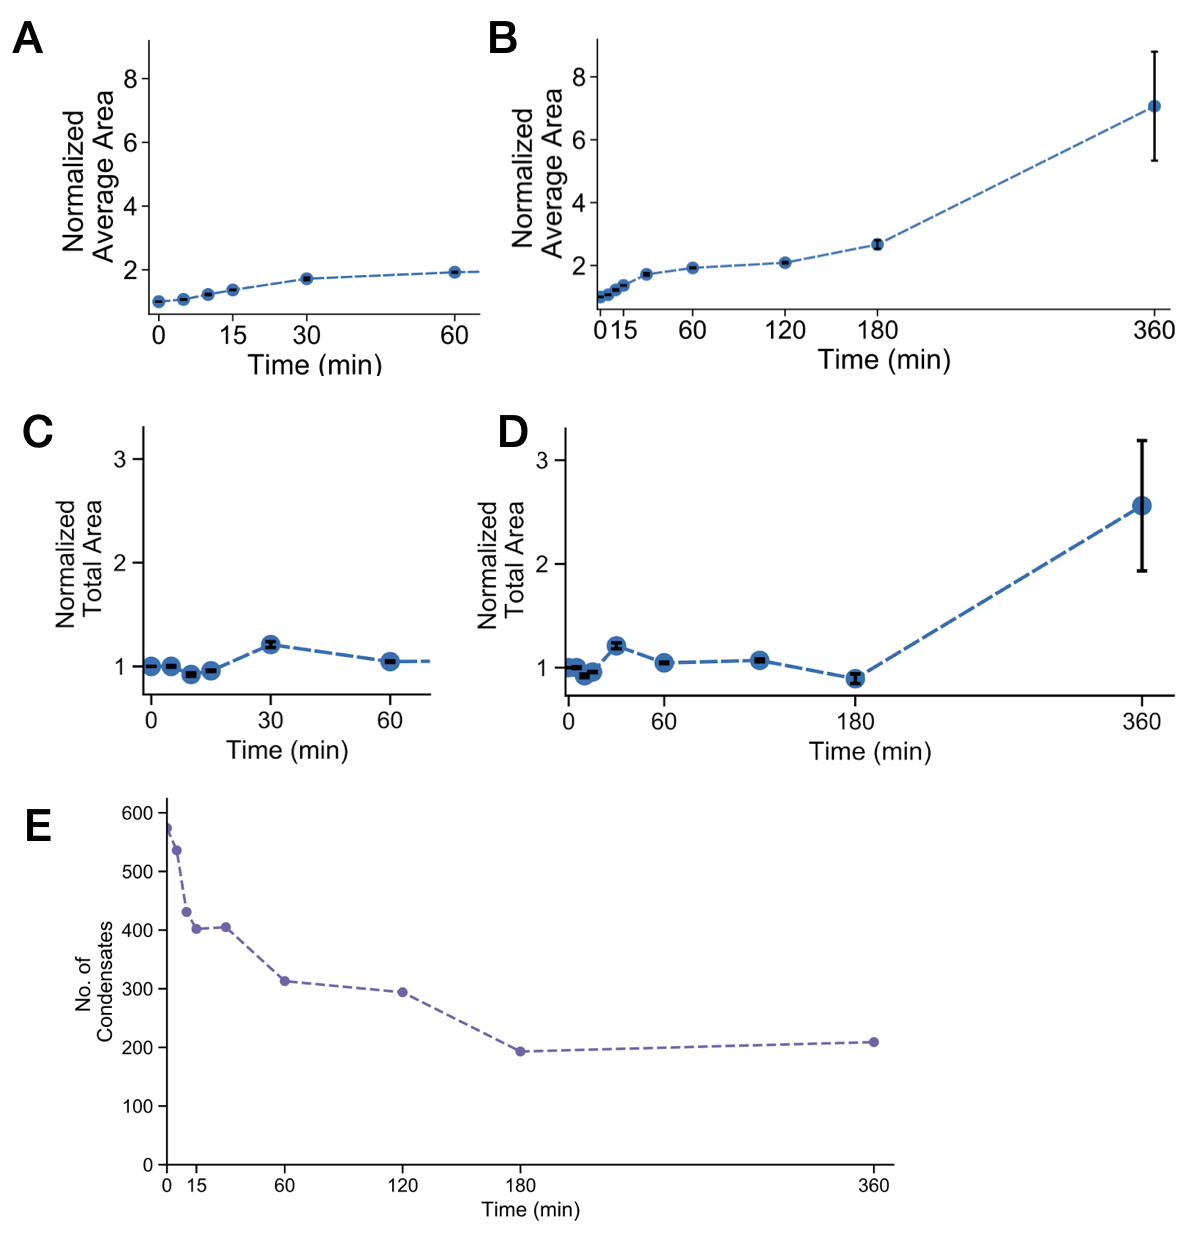 A
Normalized
Average Area
8
6
4
2
0 15 30 60
Time (min)
B
Normalized
Average Area
8
6
4
2
0 15 60 120 180 360
Time (min)
C
Normalized
Total Area
3
2
1
0 30 60
Time (min)
D
Normalized
Total Area
3
2
1
0 60 180 360
Time (min)
E
No. of
Condensates
600
500
400
300
200
100
0
0 15 60 120 180 360
Time (min)